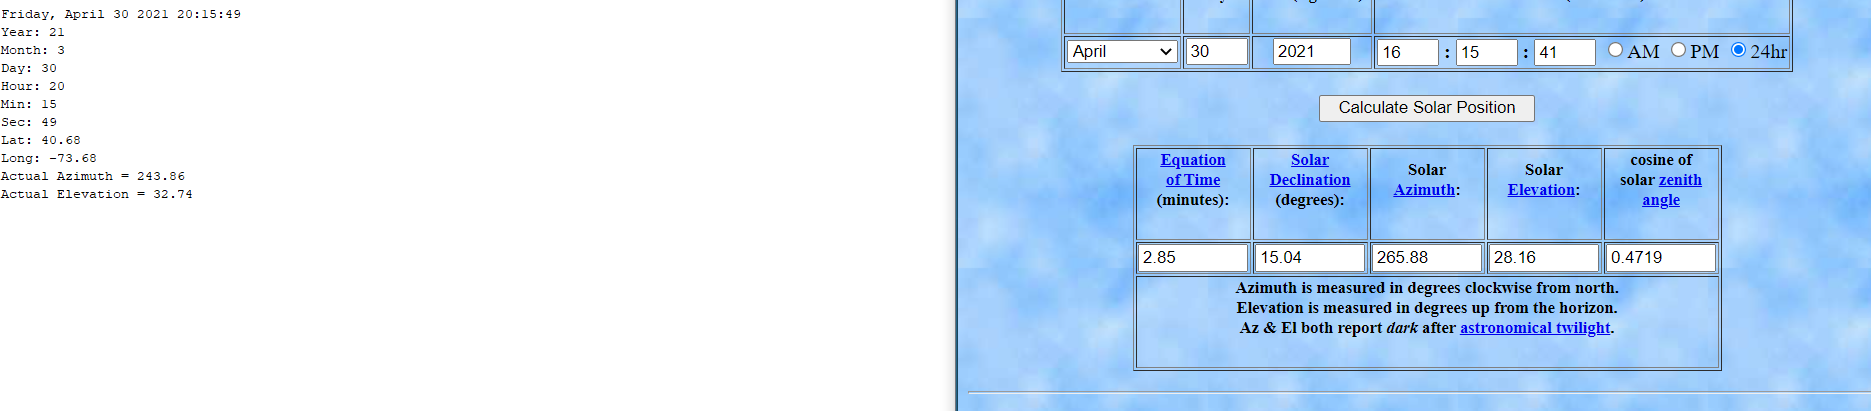 Friday, April 30 2021 20:15:49
Year: 21
Month: 3
Day: 30
Hour: 20
Min: 15
Sec: 49
Lat: 40.68
Long: -73.68
Actual Azimuth = 243.86
Actual Elevation = 32.74
April 30 2021 16 : 15 : 41 AM PM 24hr
Calculate Solar Position
Equation
of Time
(minutes):
Solar
Declination
(degrees):
Solar
Azimuth:
Solar
Elevation:
cosine of
solar zenith
angle
2.85 15.04 265.88 28.16 0.4719
Azimuth is measured in degrees clockwise from north.
Elevation is measured in degrees up from the horizon.
Az & El both report dark after astronomical twilight.